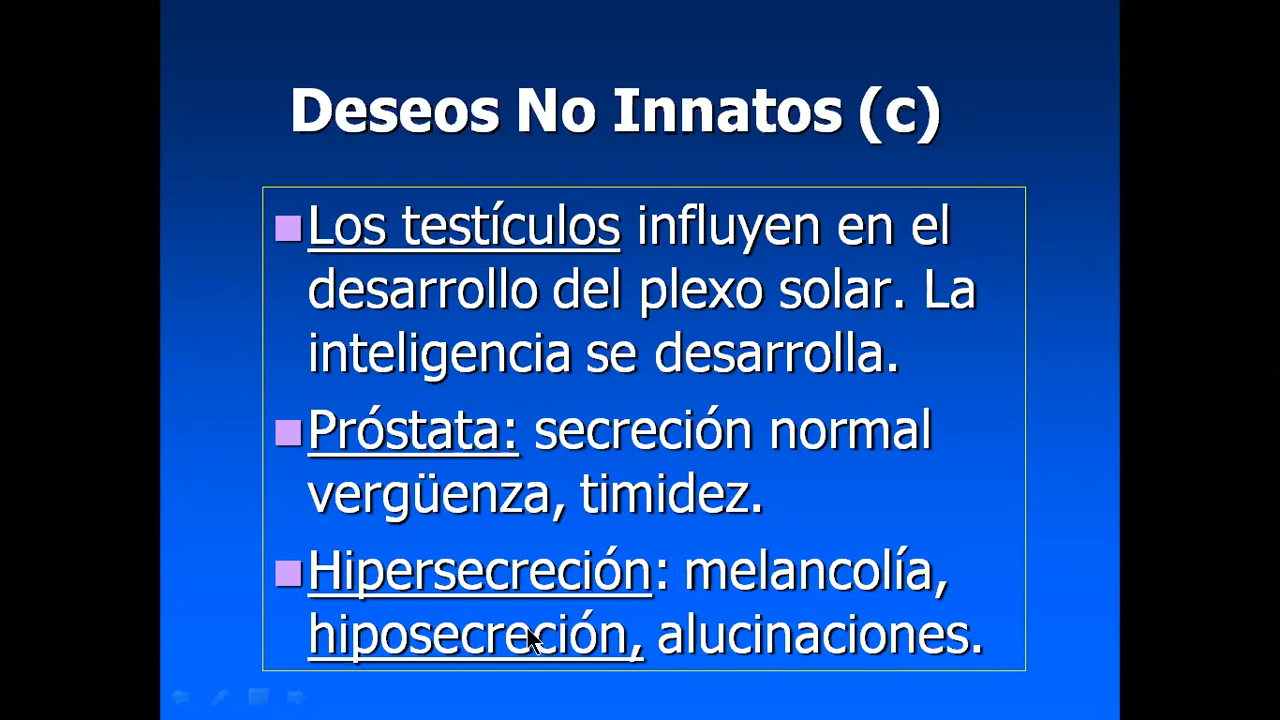 Deseos No Innatos (c)
Los testículos influyen en el
desarrollo del plexo solar. La
inteligencia se desarrolla.
Próstata: secreción normal
vergüenza, timidez.
Hipersecreción: melancolía,
hiposecreción, alucinaciones.